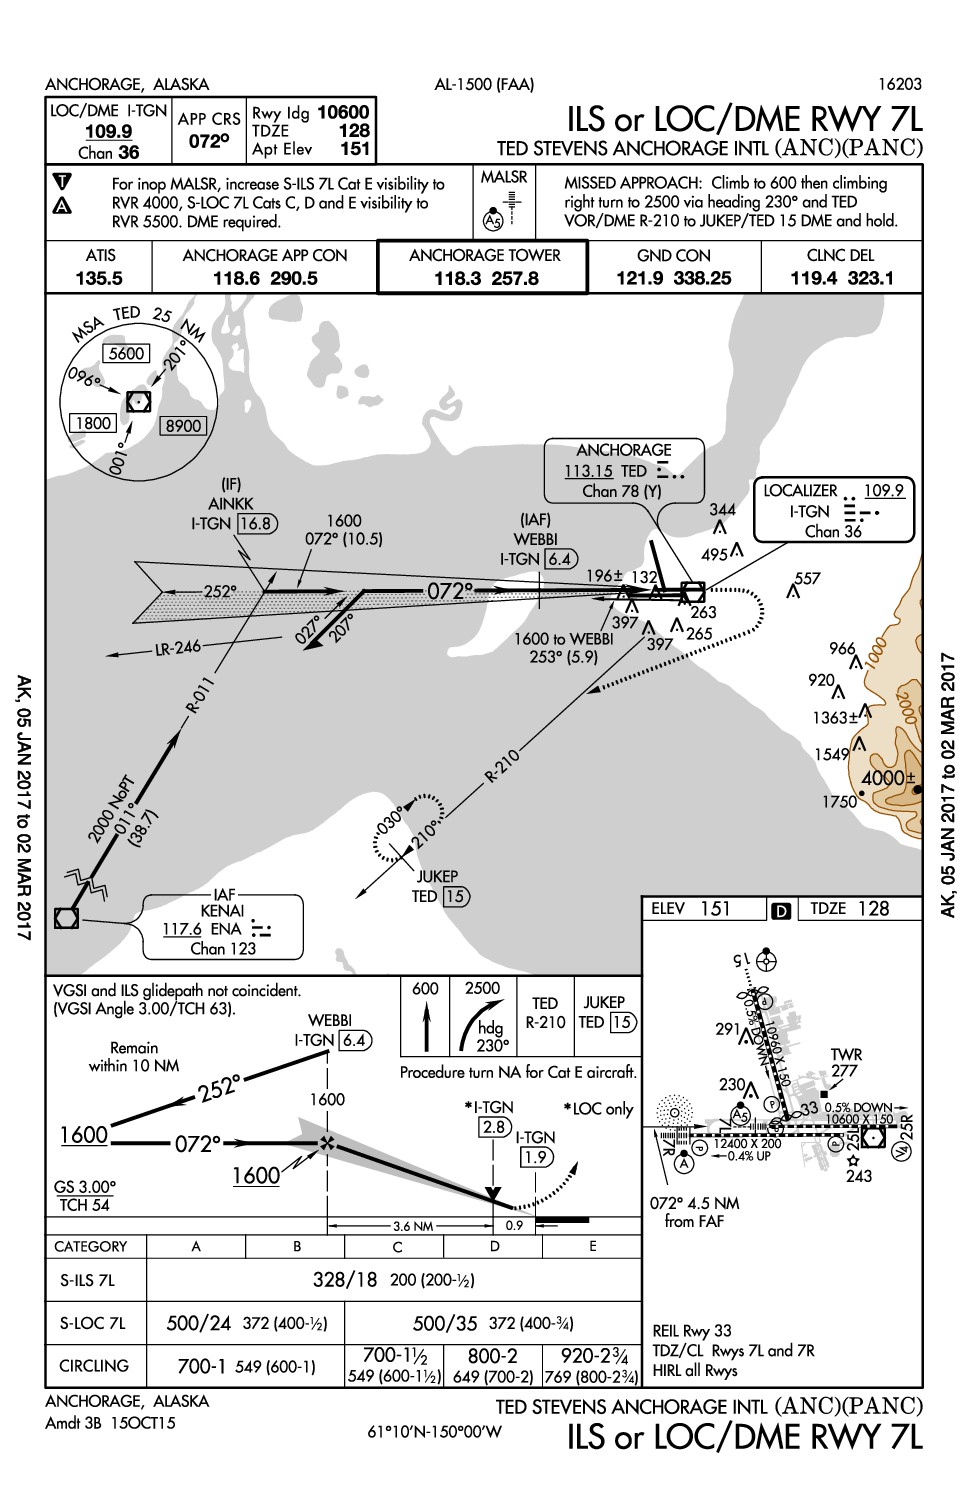 ANCHORAGE, ALASKA
AL-1500 (FAA)
16203
LOC/DME I-TGN
109.9
Chan 36
APP CRS
072°
Rwy ldg 10600
TDZE 128
Apt Elev 151
ILS or LOC/DME RWY 7L
TED STEVENS ANCHORAGE INTL (ANC)(PANC)
T
A
For inop MALSR, increase S-ILS 7L Cat E visibility to
RVR 4000, S-LOC 7L Cats C, D and E visibility to
RVR 5500. DME required.
MALSR
A5
MISSED APPROACH: Climb to 600 then climbing
right turn to 2500 via heading 230° and TED
VOR/DME R-210 to JUKEP/TED 15 DME and hold.
ATIS
135.5
ANCHORAGE APP CON
118.6 290.5
ANCHORAGE TOWER
118.3 257.8
GND CON
121.9 338.25
CLNC DEL
119.4 323.1
MSA TED 25 NM
5600
201°
096°
1800
8900
001°
ANCHORAGE
113.15 TED
Chan 78 (Y)
LOCALIZER 109.9
I-TGN
Chan 36
(IF)
AINKK
I-TGN 16.8
1600
072° (10.5)
(IAF)
WEBBI
I-TGN 6.4
344
495
557
196± 132
252°
072°
263
265
397
397
027°
207°
LR-246
1600 to WEBBI
253° (5.9)
966
920
1363±
1549
1750
4000±
1000
2000
R-011
R-210
2000 NoPT
011°
(38.7)
030°
210°
JUKEP
TED 15
IAF
KENAI
117.6 ENA
Chan 123
AK, 05 JAN 2017 to 02 MAR 2017
AK, 05 JAN 2017 to 02 MAR 2017
ELEV 151
D
TDZE 128
15
0.5% DOWN
10960 X 150
291
TWR
277
230
P
A5
P
33
0.5% DOWN
10600 X 150
7L
7R
25L
25R
12400 X 200
0.4% UP
P
P
A
V4
243
072° 4.5 NM
from FAF
REIL Rwy 33
TDZ/CL Rwys 7L and 7R
HIRL all Rwys
VGSI and ILS glidepath not coincident.
(VGSI Angle 3.00/TCH 63).
600
2500
hdg
230°
TED
R-210
JUKEP
TED 15
WEBBI
I-TGN 6.4
Remain
within 10 NM
Procedure turn NA for Cat E aircraft.
252°
1600
1600
072°
1600
*I-TGN
2.8
*LOC only
I-TGN
1.9
GS 3.00°
TCH 54
3.6 NM
0.9
CATEGORY A B C D E
S-ILS 7L 328/18 200 (200-½)
S-LOC 7L 500/24 372 (400-½) 500/35 372 (400-¾)
CIRCLING 700-1 549 (600-1) 700-1½ 549 (600-1½) 800-2 649 (700-2) 920-2¾ 769 (800-2¾)
ANCHORAGE, ALASKA
Amdt 3B 15OCT15
61°10'N-150°00'W
TED STEVENS ANCHORAGE INTL (ANC)(PANC)
ILS or LOC/DME RWY 7L